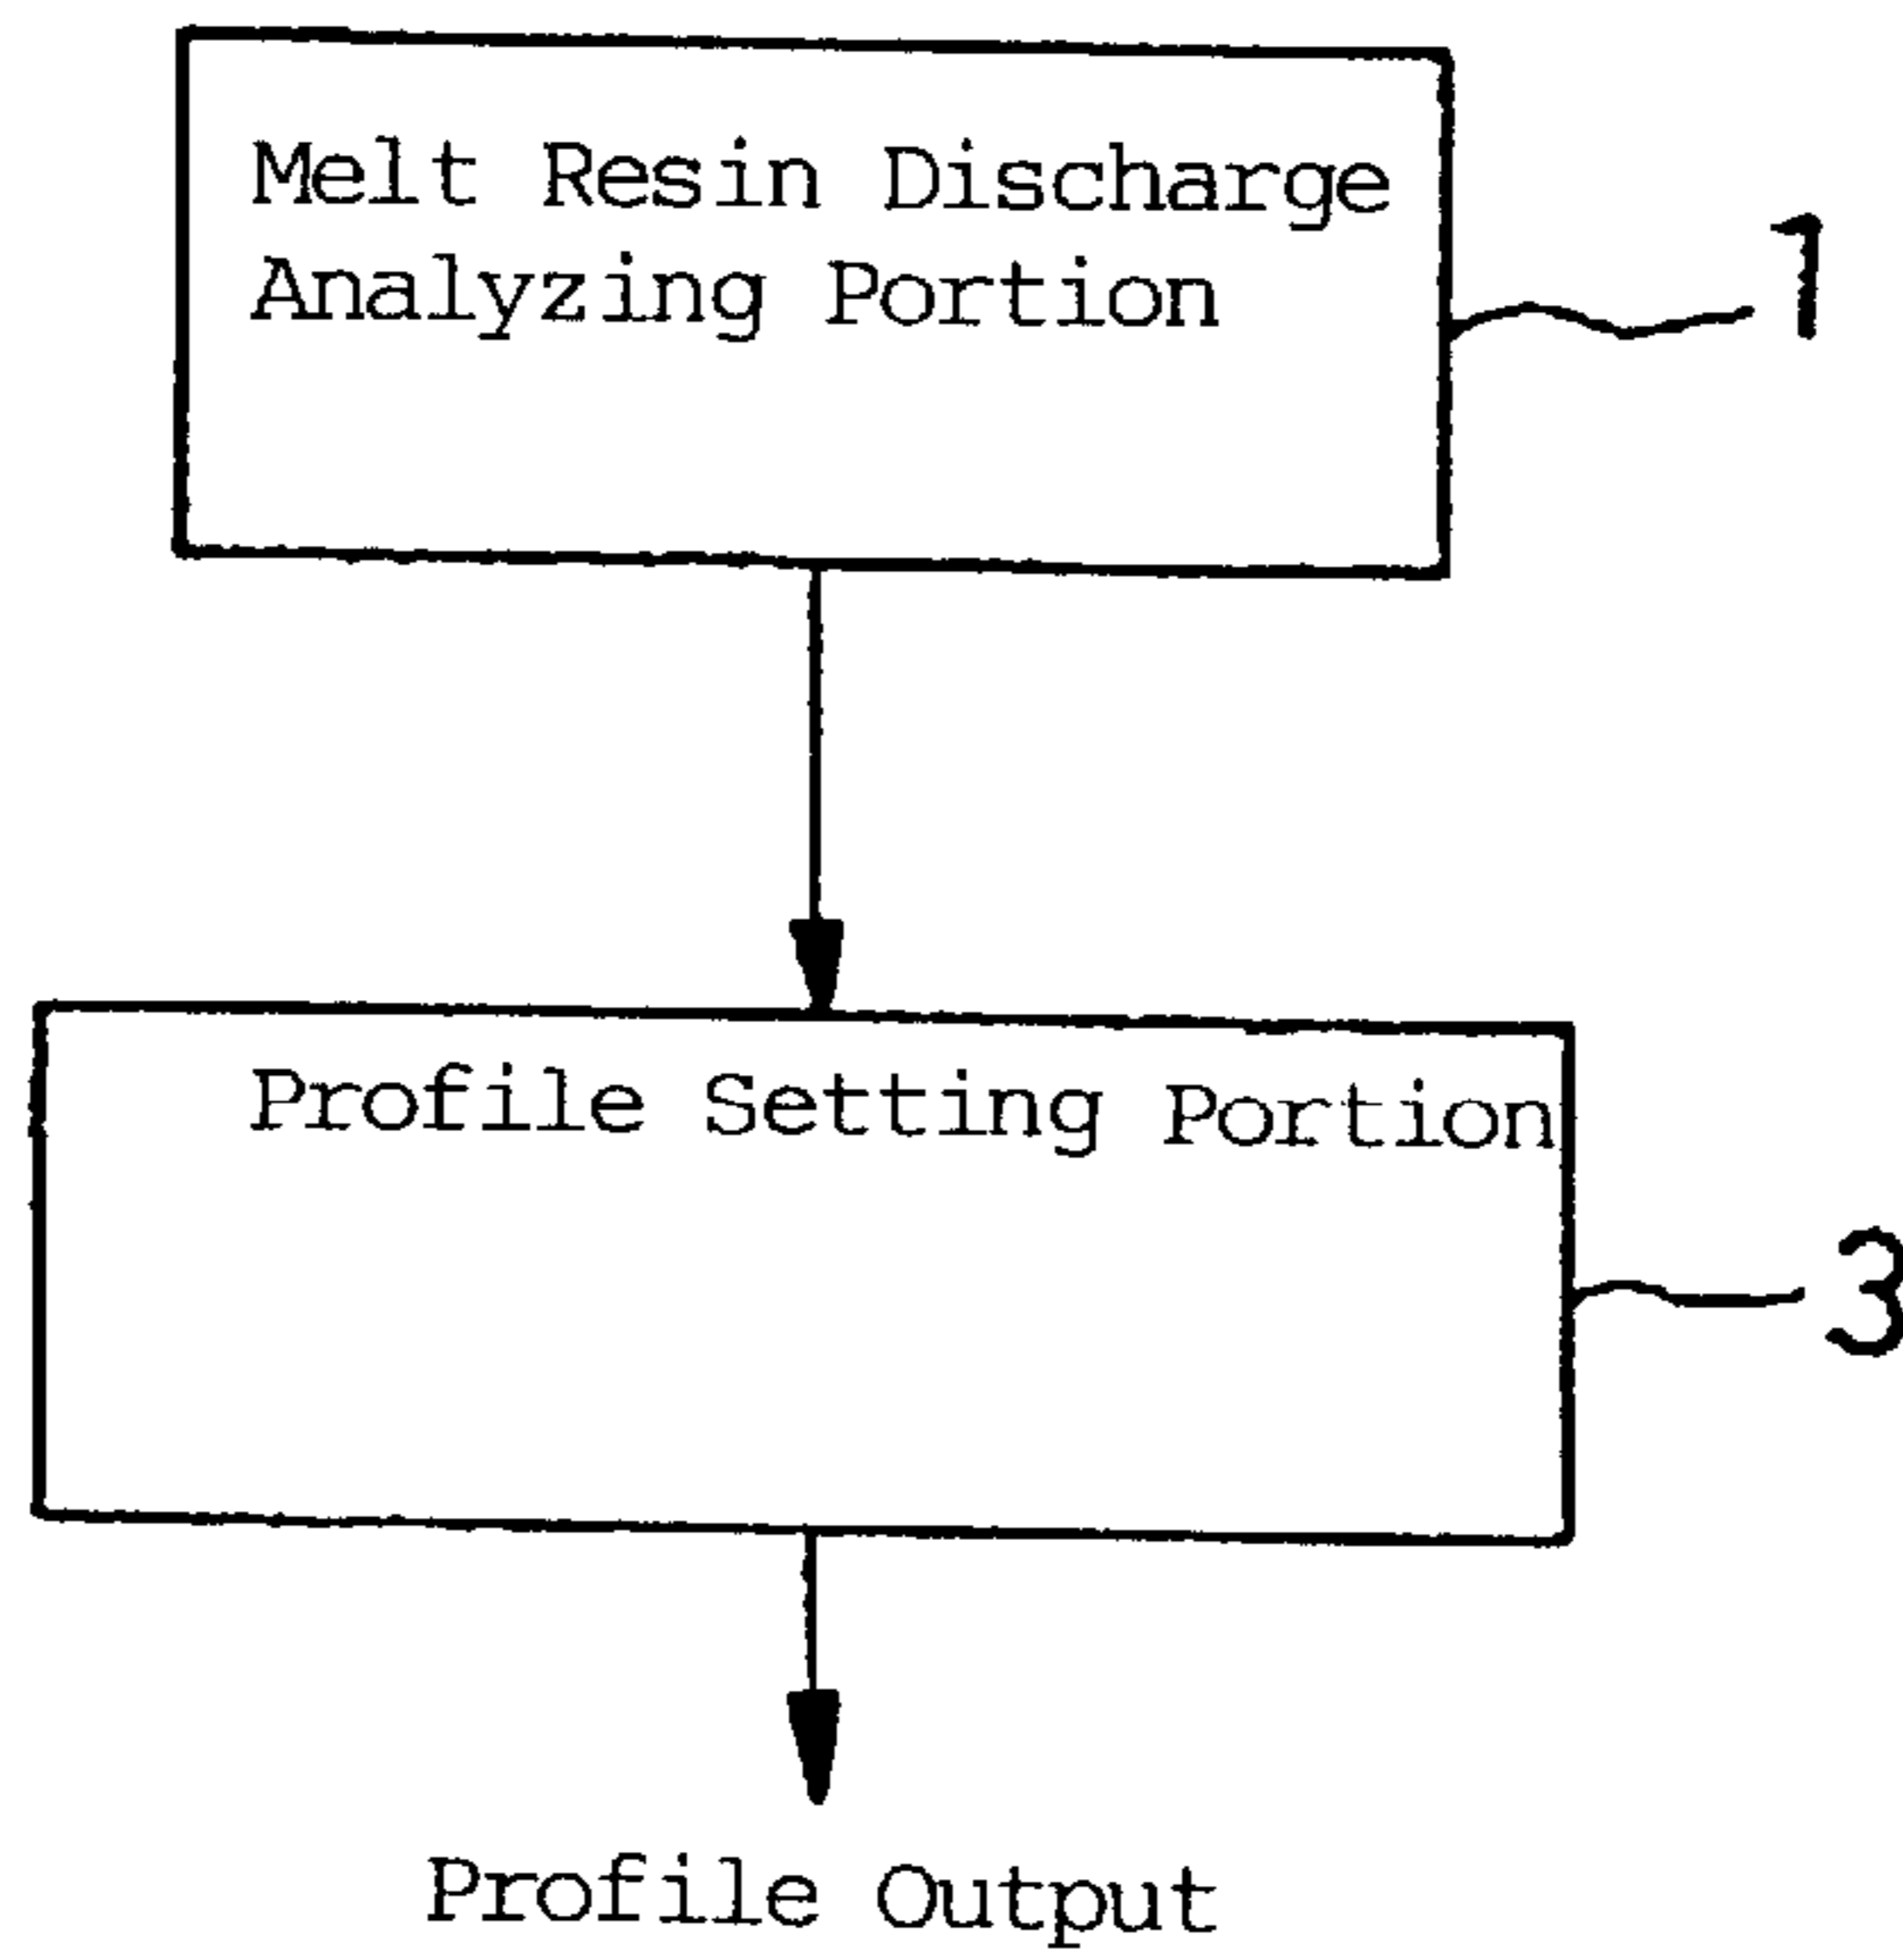 Melt Resin Discharge
Analyzing Portion
1
Profile Setting Portion
3
Profile Output